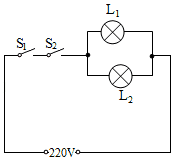 L₁
S₁ S₂
L₂
220V